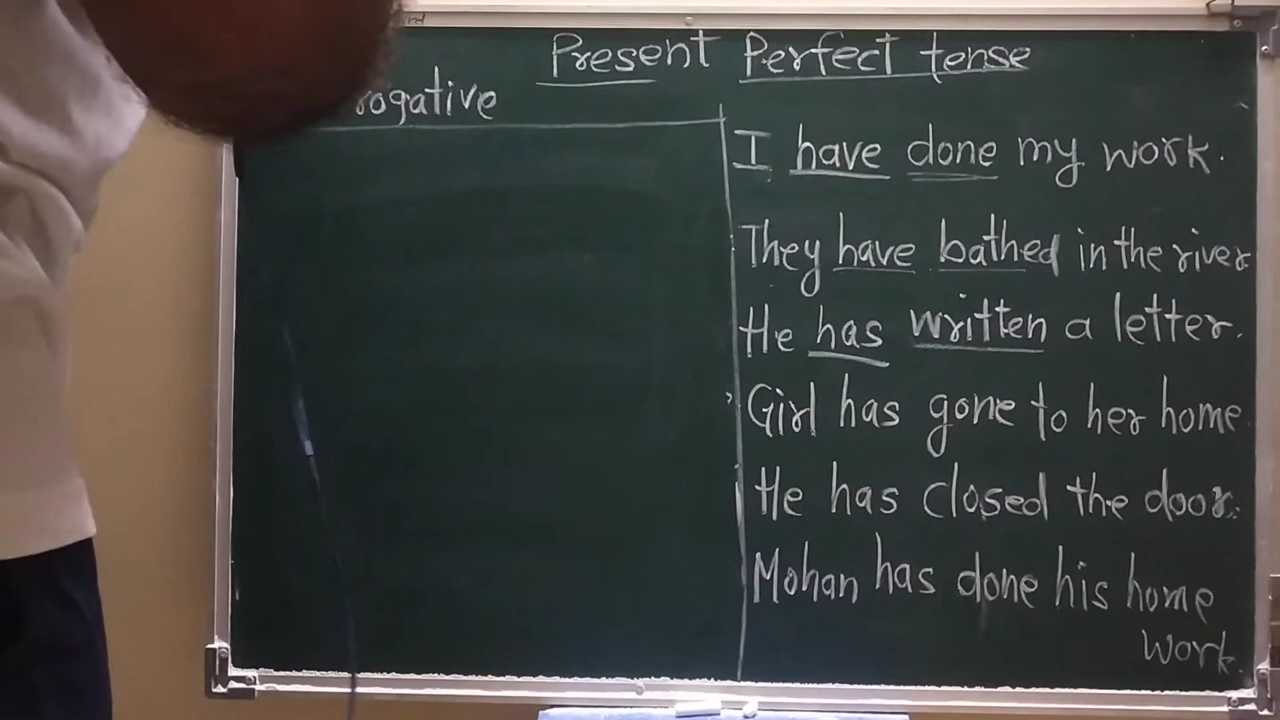 Present Perfect tense
rogative
I have done my work.
They have bathed in the river
He has written a letter.
Girl has gone to her home.
He has closed the door.
Mohan has done his home
work.